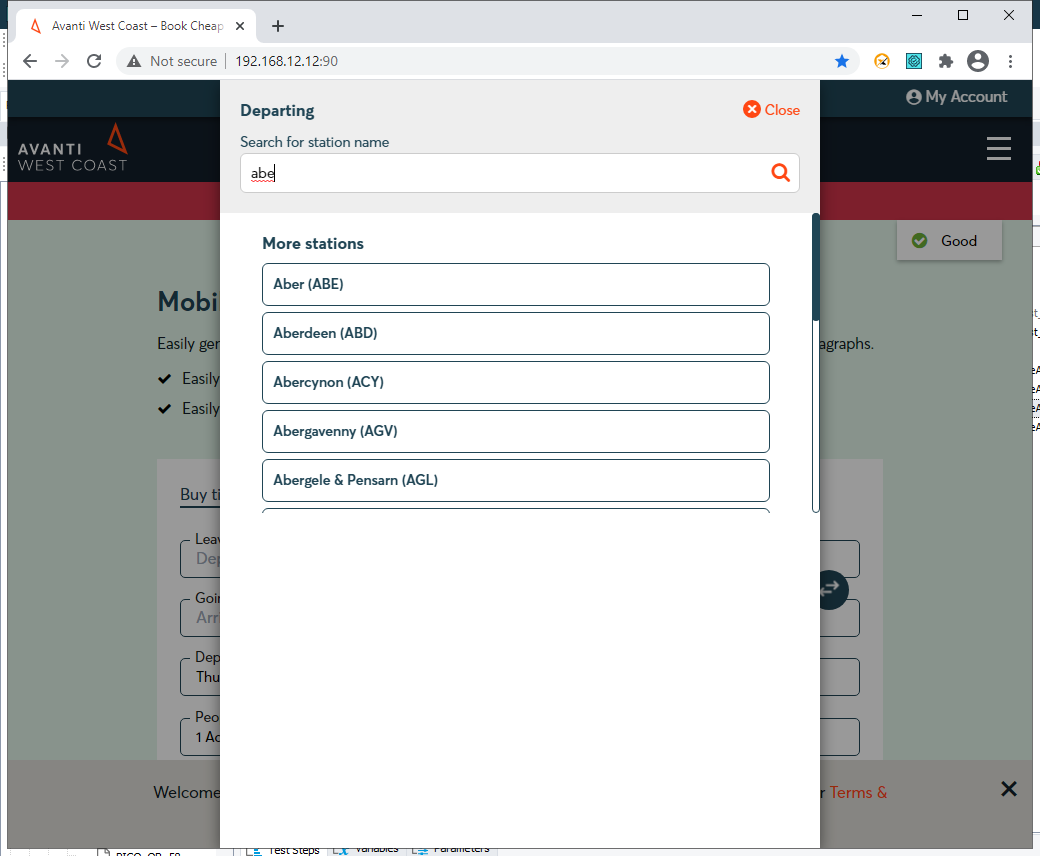 Avanti West Coast – Book Cheap
Not secure
192.168.12.12:90
My Account
AVANTI
WEST COAST
Departing
Close
Search for station name
abe
Good
More stations
Aber (ABE)
Aberdeen (ABD)
Abercynon (ACY)
Abergavenny (AGV)
Abergele & Pensarn (AGL)
Mobi
Easily ger
agraphs.
Easily
Easily
Buy ti
Leav
Dep
Goin
Arri
Dep
Thu
Peo
1 Ad
Welcome
r Terms &
Test Steps
Variables
Parameters